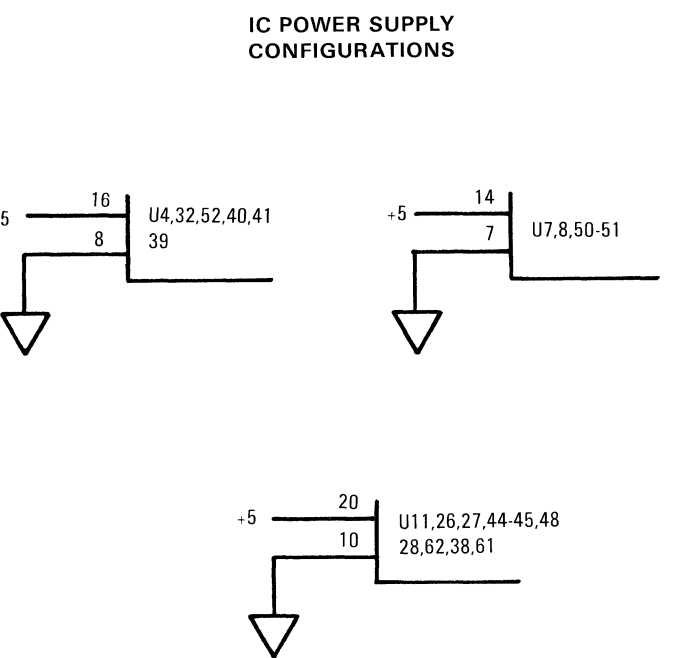 IC POWER SUPPLY
CONFIGURATIONS
16
5
U4,32,52,40,41
8
39
14
+5
7
U7,8,50-51
20
+5
U11,26,27,44-45,48
10
28,62,38,61